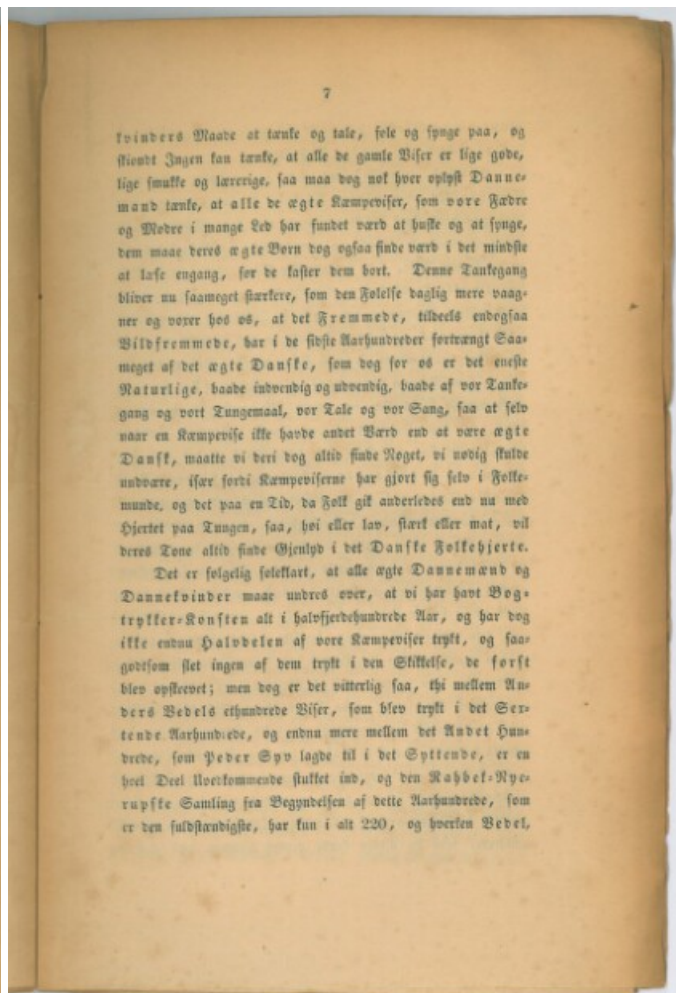 7
kvinders Maade at tænke og tale, føle og synge paa, og
skiøndt Ingen kan tænke, at alle de gamle Viser er lige gode,
lige smukke og lærerige, saa maa dog nok hver oplyst Danne-
mand tænke, at alle de ægte Kæmpeviser, som vore Fædre
og Mødre i mange Led har fundet værd at huske og at synge,
dem maae deres ægte Børn dog ogsaa finde værd i det mindste
at læse engang, før de kaster dem bort. Denne Tankegang
bliver nu saameget stærkere, som den Følelse daglig mere vaag-
ner og voxer hos os, at det Fremmede, tildeels endogsaa
Vildfremmede, har i de sidste Aarhundreder fortrængt Saa-
meget af det ægte Danske, som dog for os er det eneste
Naturlige, baade indvendig og udvendig, baade af vor Tanke-
gang og vort Tungemaal, vor Tale og vor Sang, saa at selv
naar en Kæmpevise ikke havde andet Værd end at være ægte
Dansk, maatte vi deri dog altid finde Noget, vi nødig skulde
undvære, især fordi Kæmpeviserne har gjort sig selv i Folke-
munde, og det paa en Tid, da Folk gik anderledes end nu med
Hjertet paa Tungen, saa, høi eller lav, stærk eller mat, vil
deres Tone altid finde Gjenlyd i det Danske Folkehjerte.
Det er følgelig soleklart, at alle ægte Dannemænd og
Dannekvinder maae undres over, at vi har havt Bog-
trykker-Konsten alt i halvfjerdehundrede Aar, og har dog
ikke endnu Halvdelen af vore Kæmpeviser trykt, og saa-
godtsom slet ingen af dem trykt i den Skikkelse, de først
blev opskrevet; men dog er det vitterlig saa, thi mellem An-
ders Vedels ethundrede Viser, som blev trykt i det Sex-
tende Aarhundrede, og endnu mere mellem det Andet Hun-
drede, som Peder Syv lagde til i det Syttende, er en
heel Deel Uvedkommende stukket ind, og den Rahbek-Nye-
rupske Samling fra Begyndelsen af dette Aarhundrede, som
er den fuldstændigste, har kun i alt 220, og hverken Vedel,